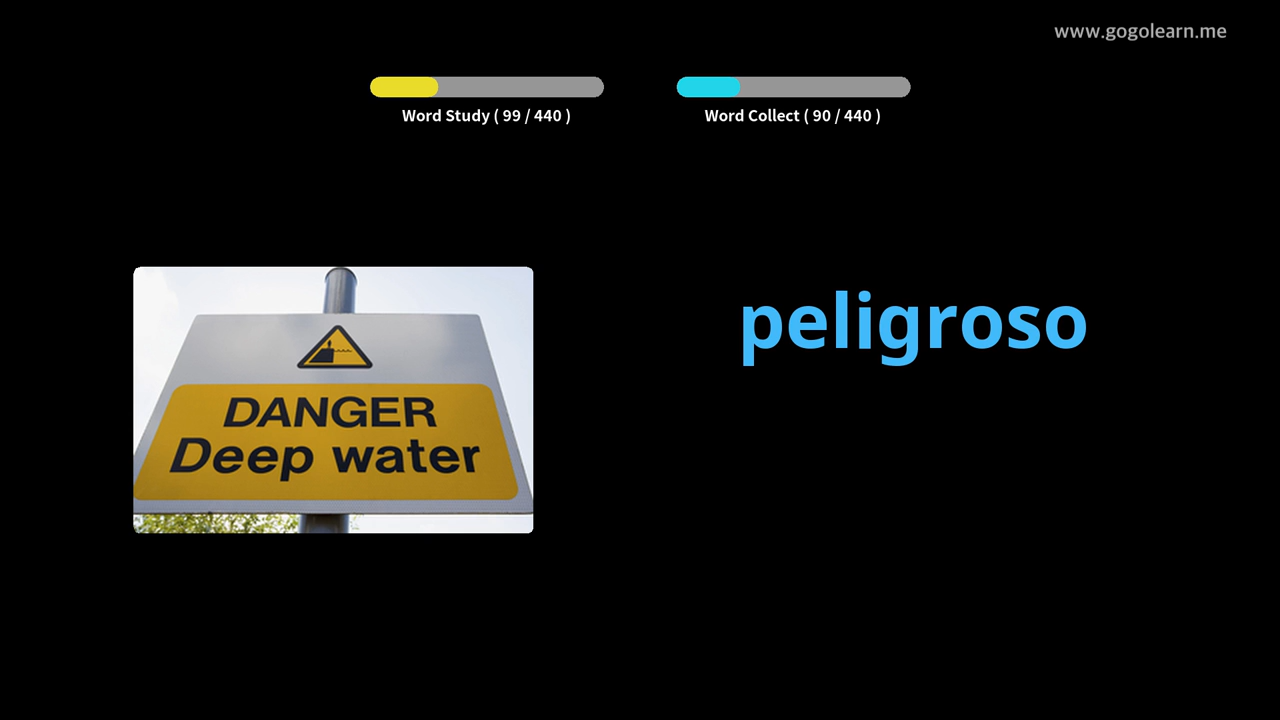 www.gogolearn.me
Word Study ( 99 / 440 )
Word Collect ( 90 / 440 )
DANGER
Deep water
peligroso